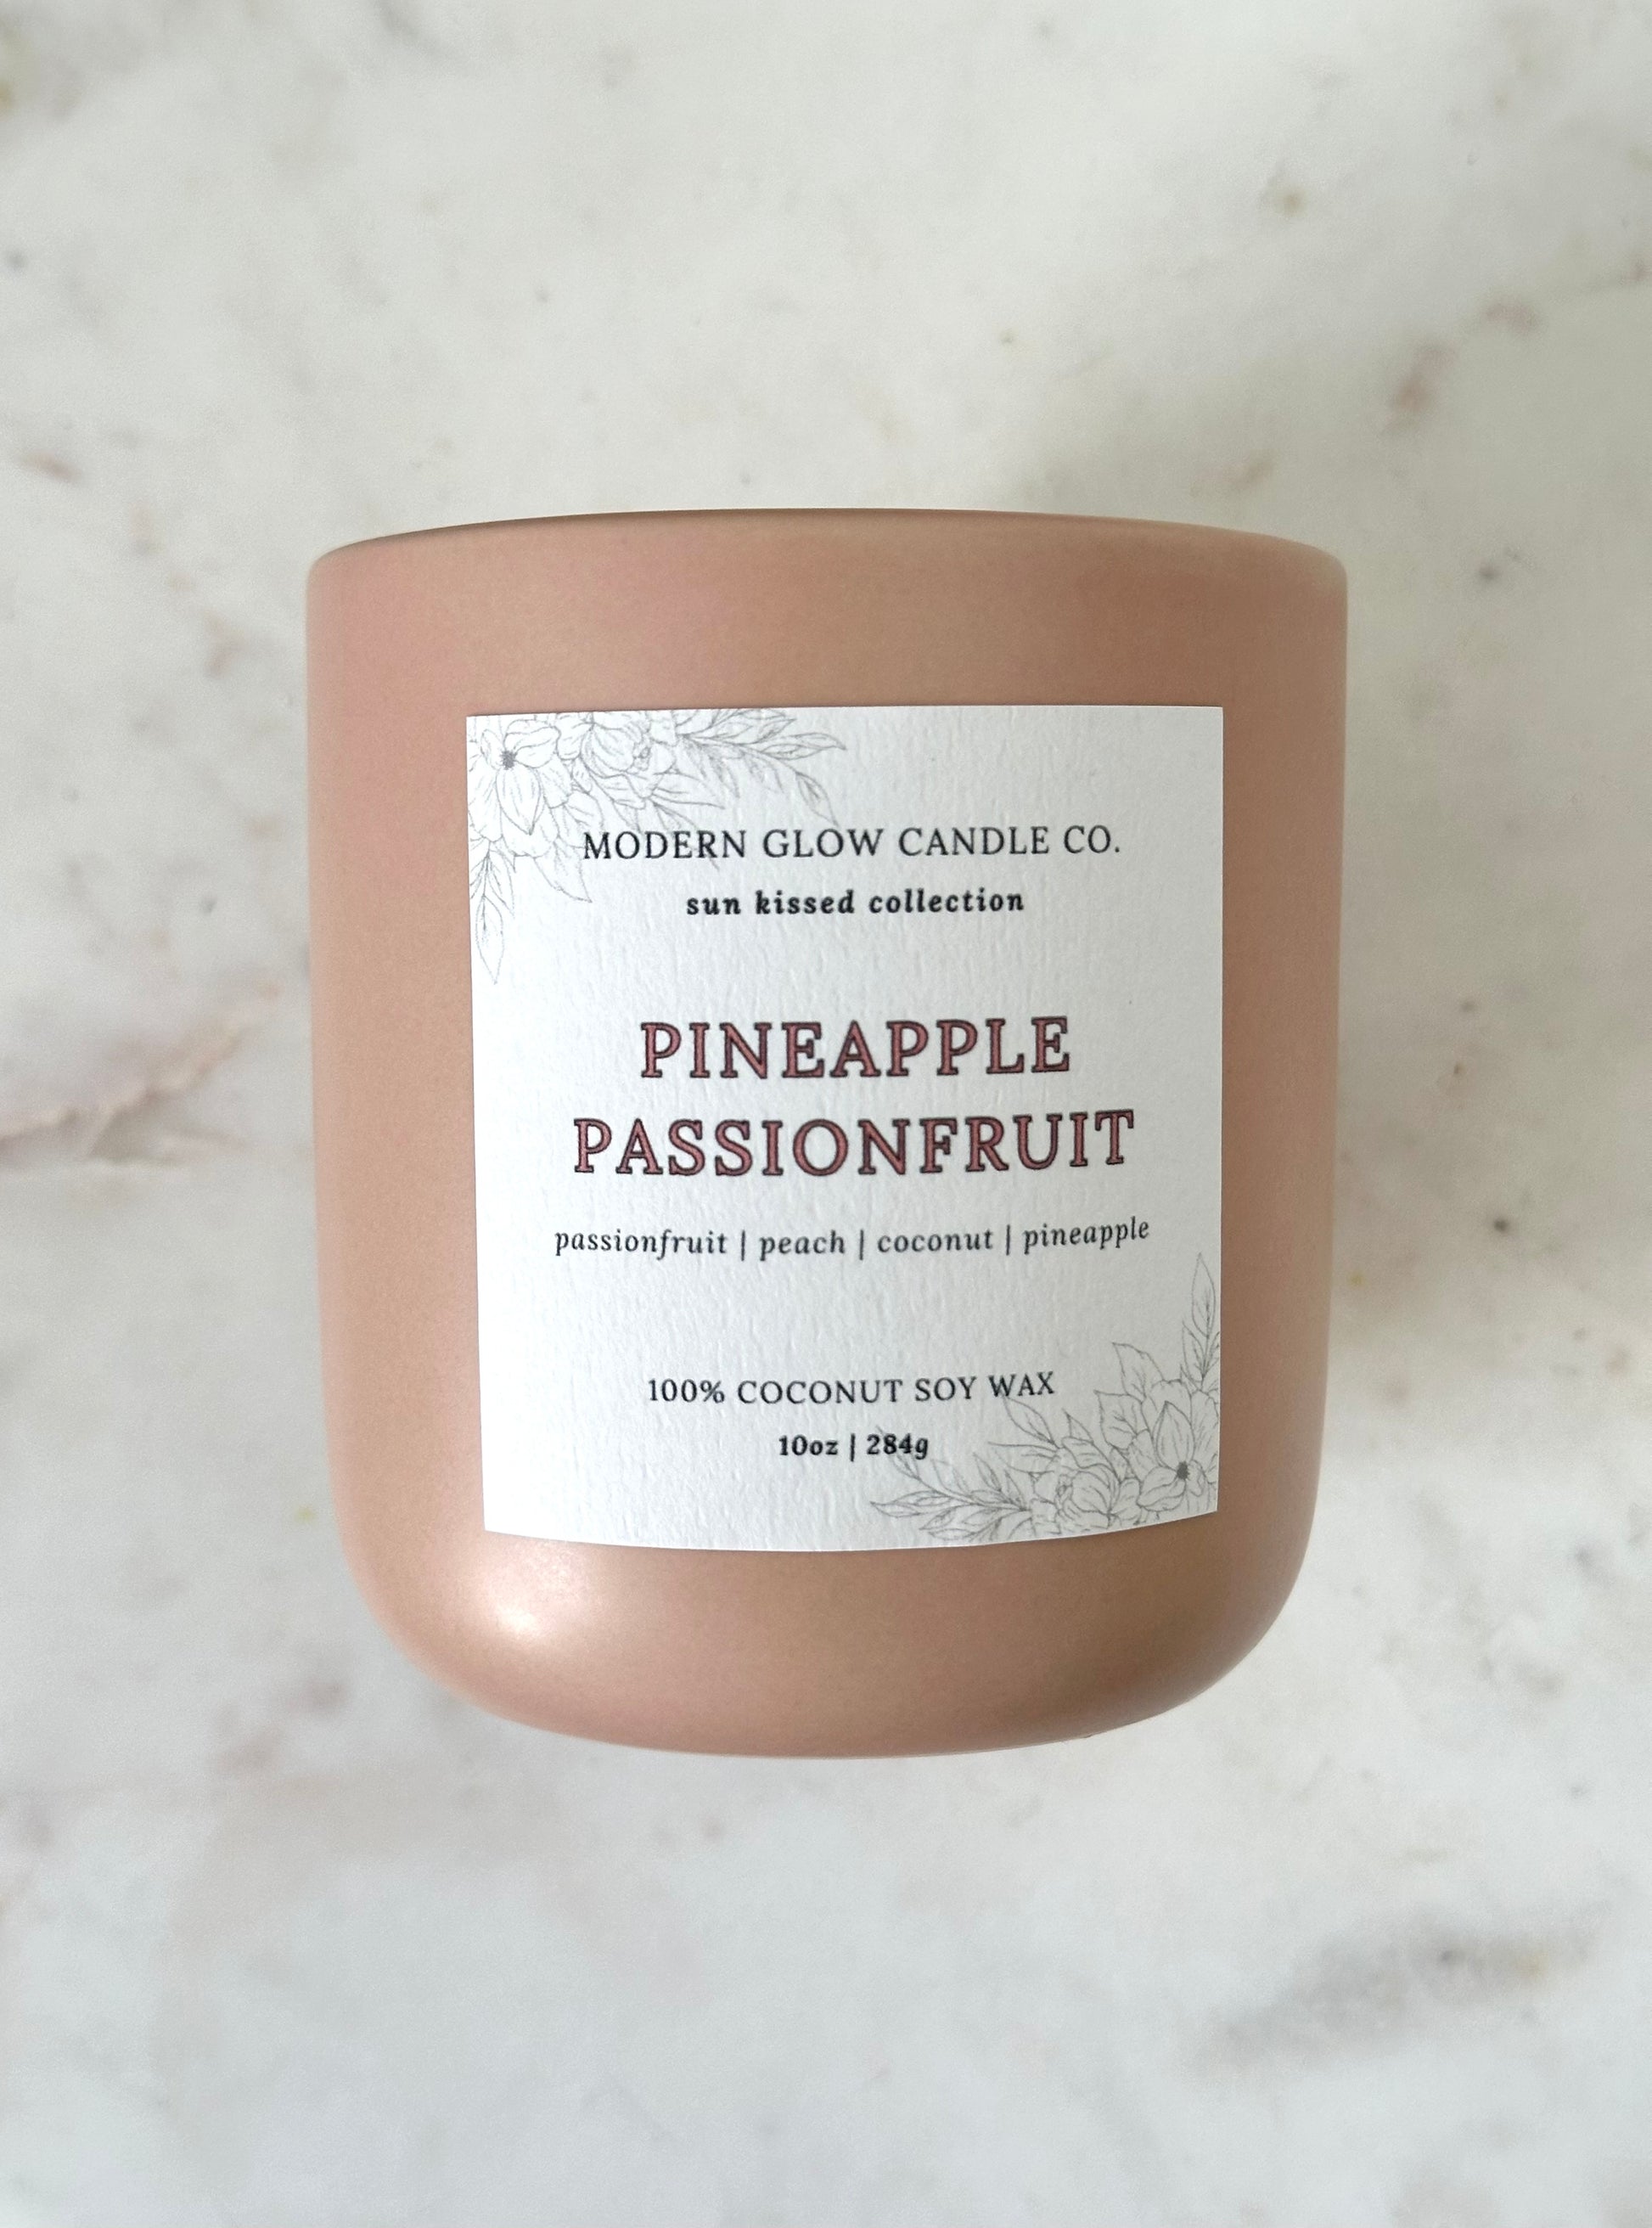 MODERN GLOW CANDLE CO.
sun kissed collection
PINEAPPLE
PASSIONFRUIT
passionfruit | peach | coconut | pineapple
100% COCONUT SOY WAX
10oz | 284g